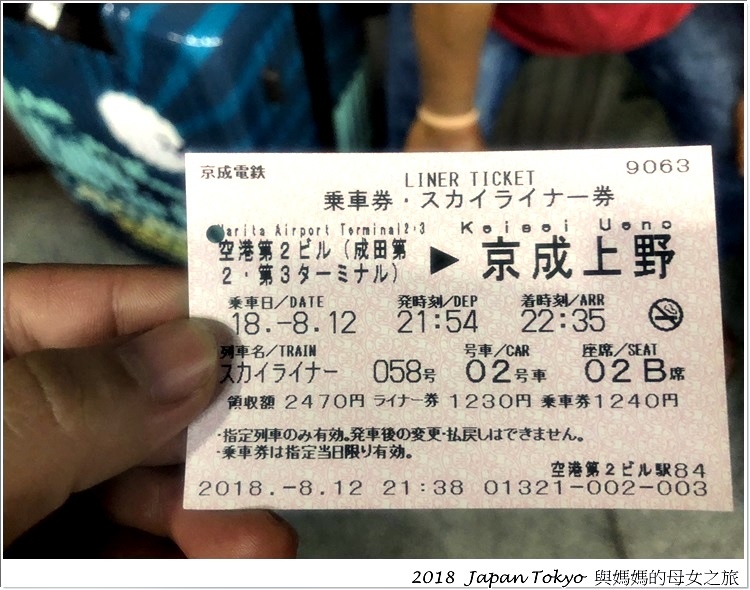 京成電鉄
9063
LINER TICKET
乗車券・スカイライナー券
Narita Airport Terminal2･3 Keisei Ueno
空港第2ビル（成田第
2・第3ターミナル） ▶ 京成上野
乗車日/DATE 発時刻/DEP 着時刻/ARR
18.-8.12 21:54 22:35
列車名/TRAIN 号車/CAR 座席/SEAT
スカイライナー 058号 02号車 02B席
領収額 2470円 ライナー券 1230円 乗車券1240円
・指定列車のみ有効。発車後の変更・払戻しはできません。
・乗車券は指定当日限り有効。
空港第2ビル駅84
2018.-8.12 21:38 01321-002-003
2018 Japan Tokyo 與媽媽的母女之旅